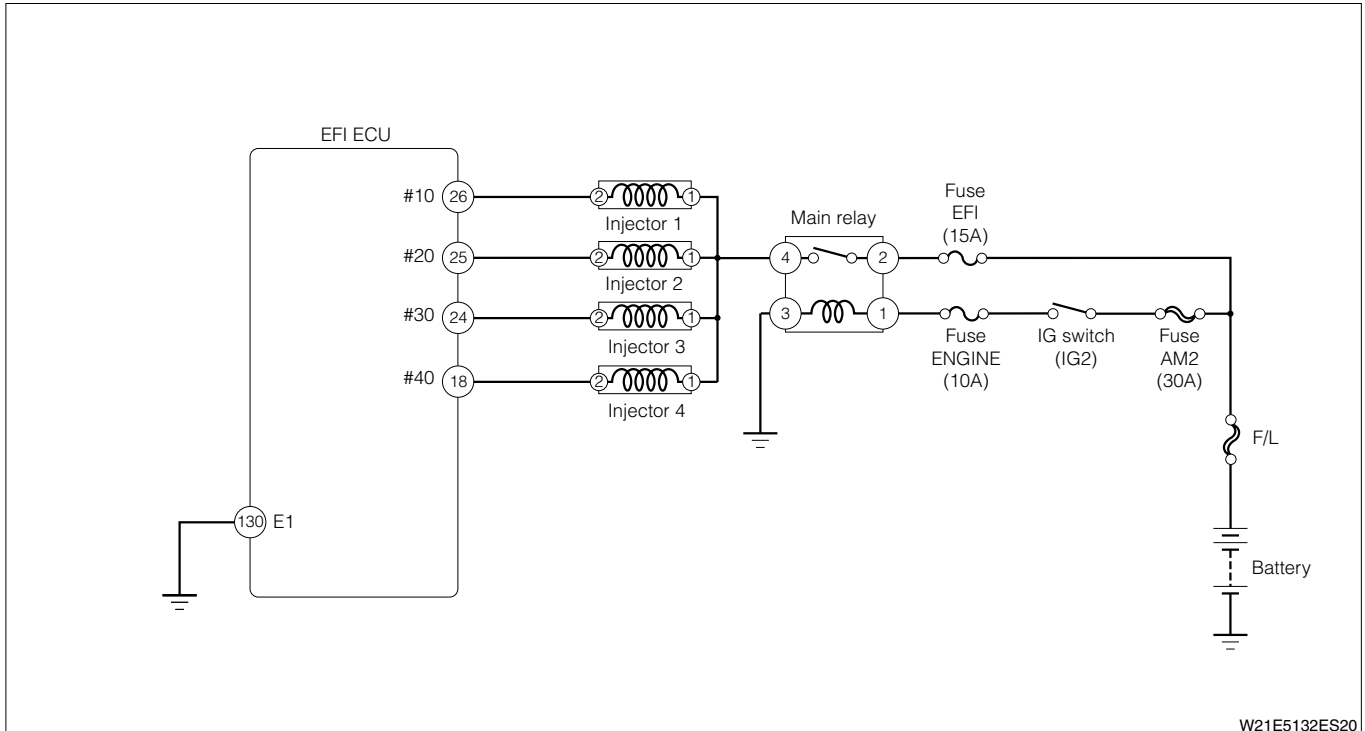 EFI ECU
#10 26 2 1
Injector 1
#20 25 2 1
Injector 2
#30 24 2 1
Injector 3
#40 18 2 1
Injector 4
130 E1
Main relay
4 2
3 1
Fuse
EFI
(15A)
Fuse
ENGINE
(10A)
IG switch
(IG2)
Fuse
AM2
(30A)
F/L
Battery
W21E5132ES20